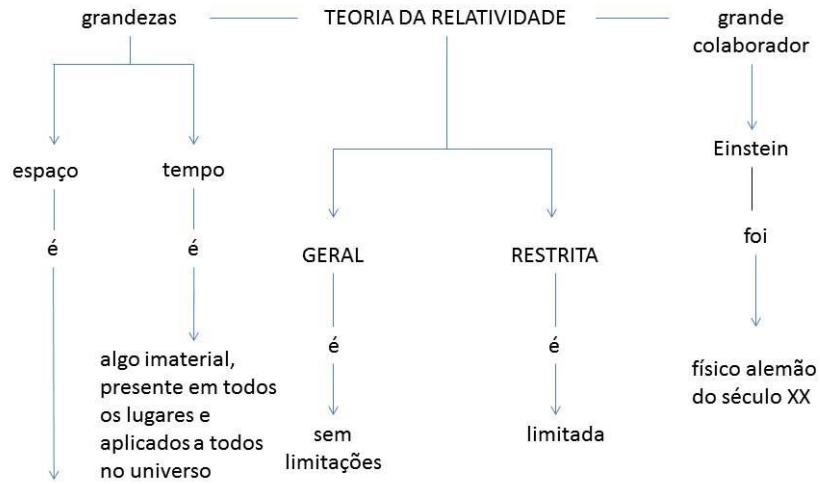 grandezas
TEORIA DA RELATIVIDADE
grande
colaborador
espaço
tempo
Einstein
é
é
foi
GERAL
RESTRITA
é
é
algo imaterial,
presente em todos
os lugares e
aplicados a todos
no universo
físico alemão
do século XX
sem
limitações
limitada